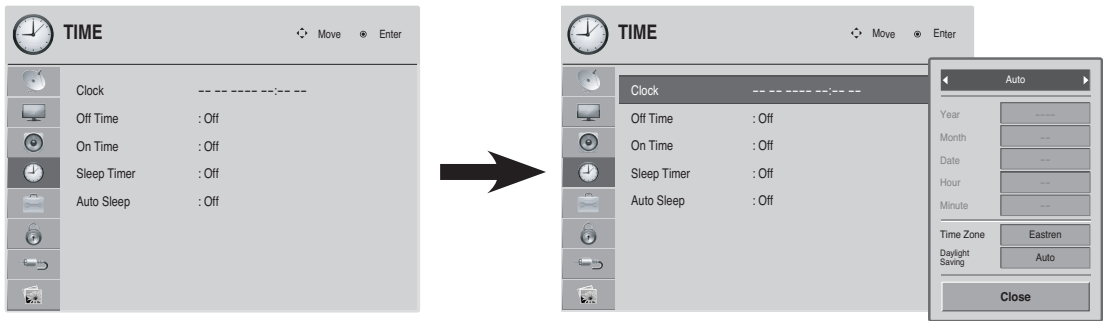 TIME Move Enter
Clock -- -- ---- --:-- --
Off Time : Off
On Time : Off
Sleep Timer : Off
Auto Sleep : Off
TIME Move Enter
Clock -- -- ---- --:-- --
Off Time : Off
On Time : Off
Sleep Timer : Off
Auto Sleep : Off
Auto
Year ----
Month --
Date --
Hour --
Minute --
Time Zone Eastren
Daylight
Saving Auto
Close